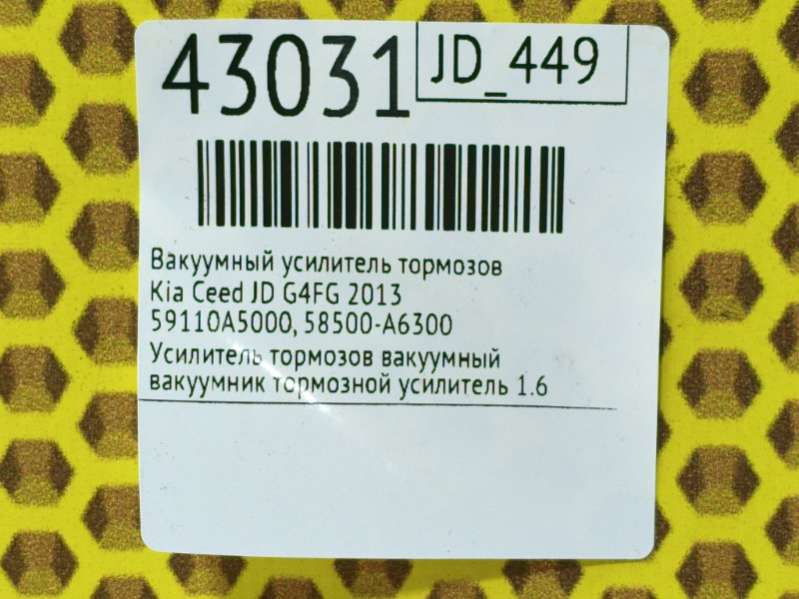 43031
JD_449
Вакуумный усилитель тормозов
Kia Ceed JD G4FG 2013
59110A5000, 58500-A6300
Усилитель тормозов вакуумный
вакуумник тормозной усилитель 1.6